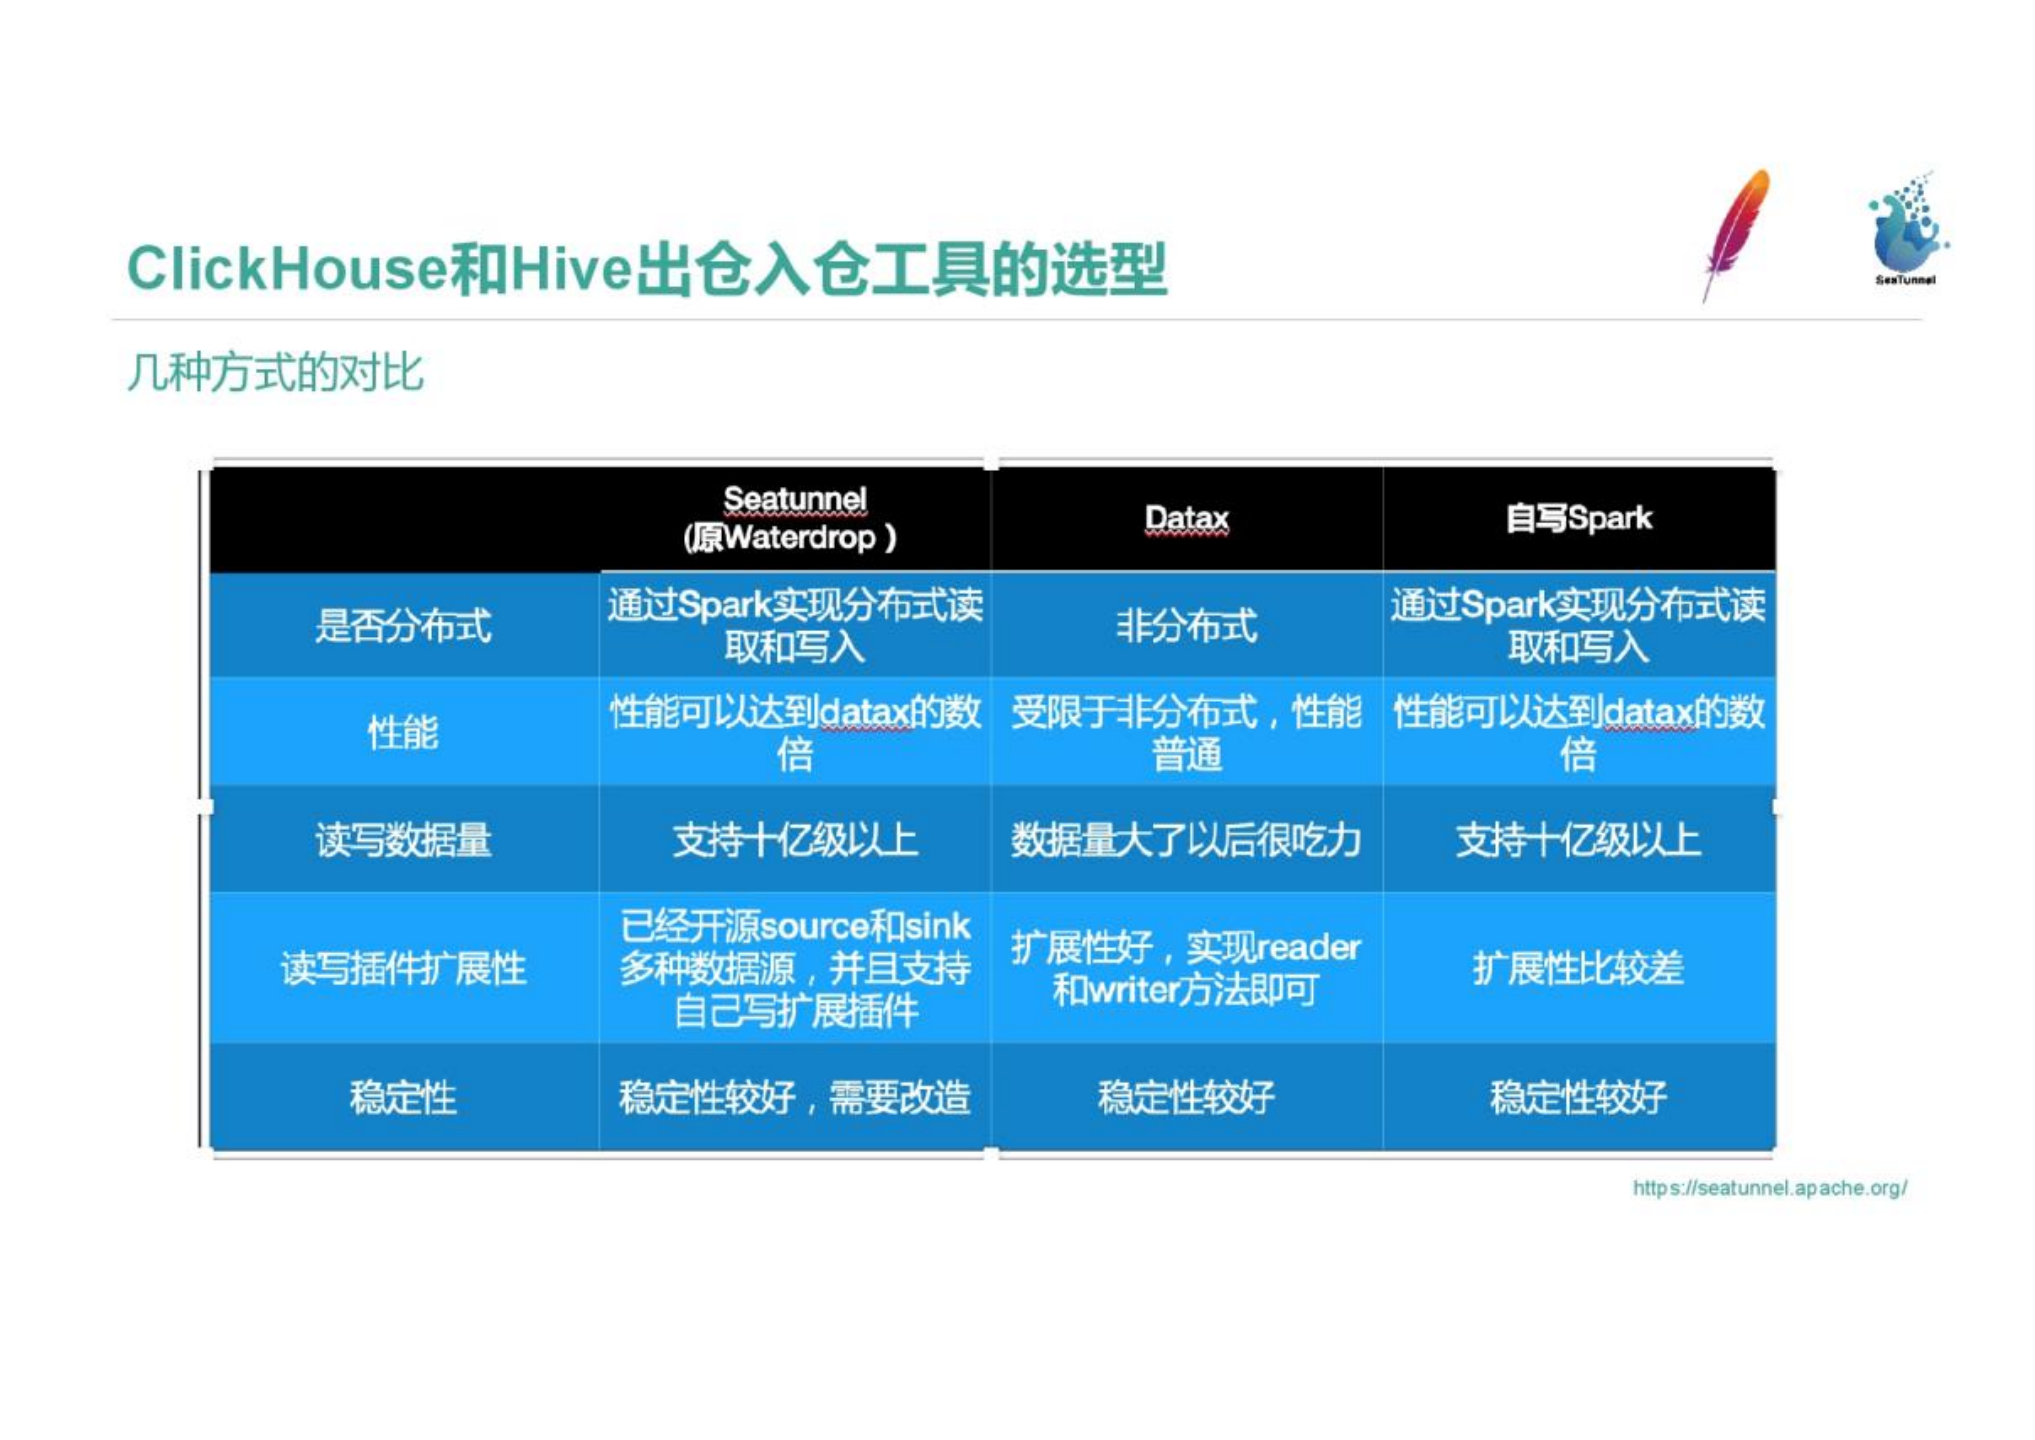 ClickHouse和Hive出仓入仓工具的选型
SeaTunnel
几种方式的对比
Seatunnel
(原Waterdrop )
Datax
自写Spark
是否分布式
通过Spark实现分布式读
取和写入
非分布式
通过Spark实现分布式读
取和写入
性能
性能可以达到datax的数
倍
受限于非分布式，性能
普通
性能可以达到datax的数
倍
读写数据量
支持十亿级以上
数据量大了以后很吃力
支持十亿级以上
读写插件扩展性
已经开源source和sink
多种数据源，并且支持
自己写扩展插件
扩展性好，实现reader
和writer方法即可
扩展性比较差
稳定性
稳定性较好，需要改造
稳定性较好
稳定性较好
https://seatunnel.apache.org/